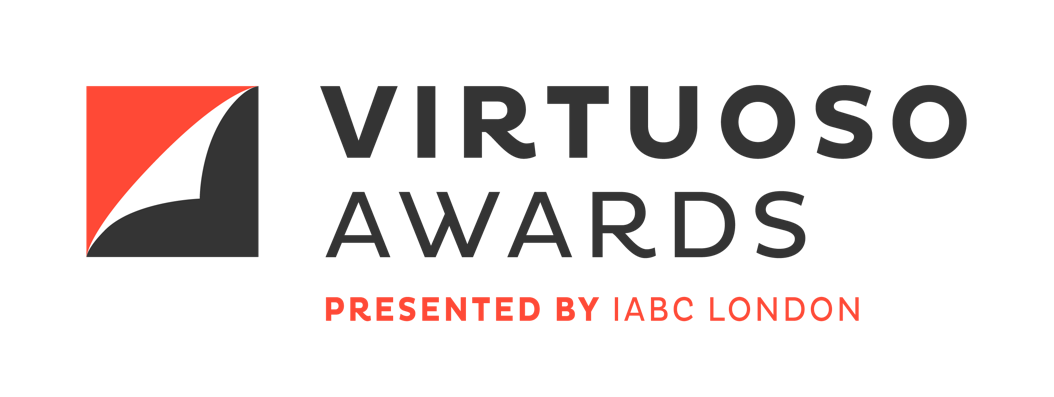 VIRTUOSO
AWARDS
PRESENTED BY IABC LONDON